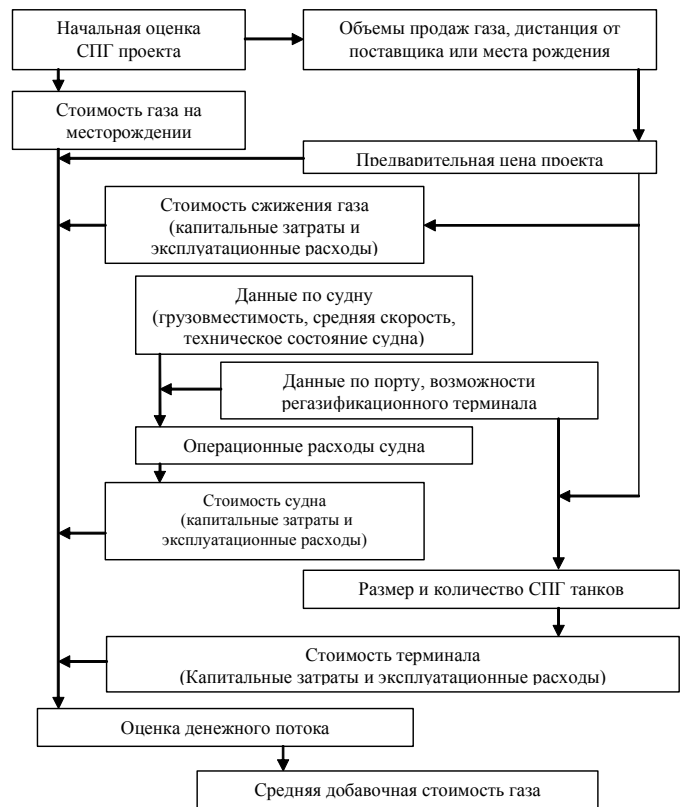 Начальная оценка
СПГ проекта
Объемы продаж газа, дистанция от
поставщика или места рождения
Стоимость газа на
месторождении
Предварительная цена проекта
Стоимость сжижения газа
(капитальные затраты и
эксплуатационные расходы)
Данные по судну
(грузовместимость, средняя скорость,
техническое состояние судна)
Данные по порту, возможности
регазификационного терминала
Операционные расходы судна
Стоимость судна
(капитальные затраты и
эксплуатационные расходы)
Размер и количество СПГ танков
Стоимость терминала
(Капитальные затраты и эксплуатационные расходы)
Оценка денежного потока
Средняя добавочная стоимость газа